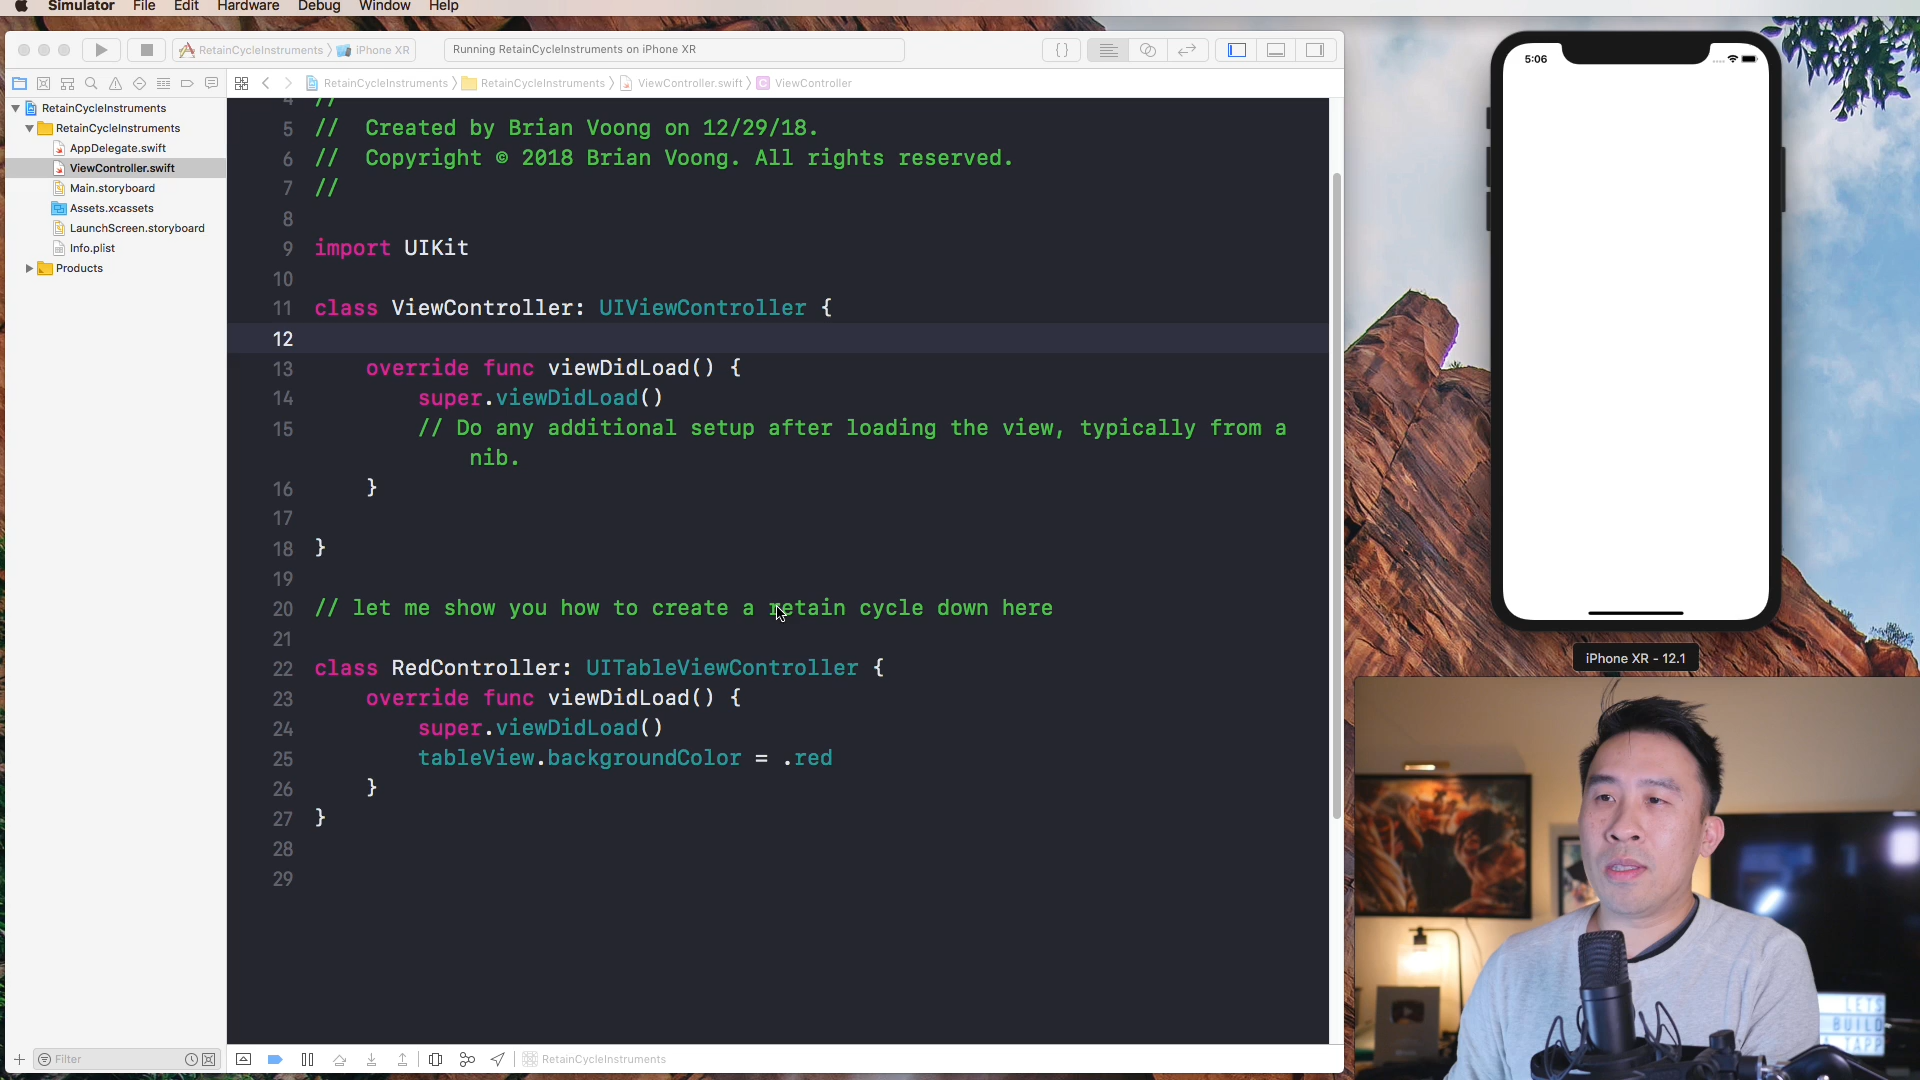 Simulator File Edit Hardware Debug Window Help
RetainCycleInstruments iPhone XR
Running RetainCycleInstruments on iPhone XR
{}
RetainCycleInstruments RetainCycleInstruments ViewController.swift C ViewController
RetainCycleInstruments
RetainCycleInstruments
AppDelegate.swift
ViewController.swift
Main.storyboard
Assets.xcassets
LaunchScreen.storyboard
Info.plist
Products
4 //
5 // Created by Brian Voong on 12/29/18.
6 // Copyright © 2018 Brian Voong. All rights reserved.
7 //
8
9 import UIKit
10
11 class ViewController: UIViewController {
12
13 override func viewDidLoad() {
14 super.viewDidLoad()
15 // Do any additional setup after loading the view, typically from a
nib.
16 }
17
18 }
19
20 // let me show you how to create a retain cycle down here
21
22 class RedController: UITableViewController {
23 override func viewDidLoad() {
24 super.viewDidLoad()
25 tableView.backgroundColor = .red
26 }
27 }
28
29
Filter
RetainCycleInstruments
5:06
iPhone XR - 12.1
LETS
BUILD
A TAPP